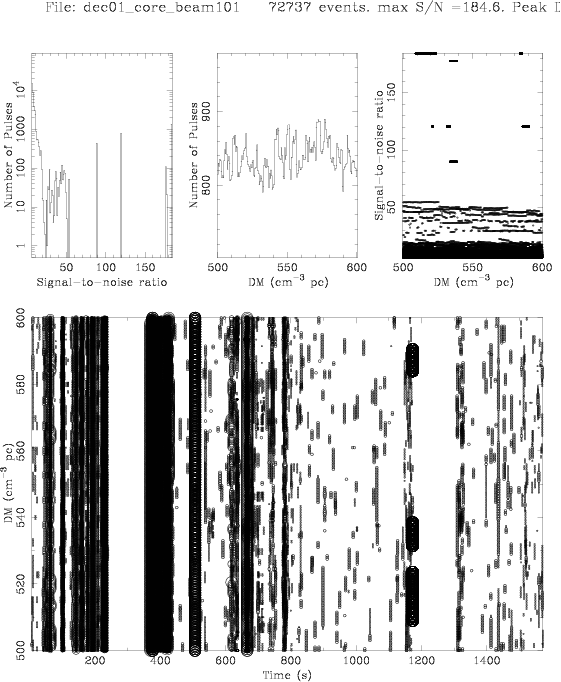 File: dec01_core_beam101 72737 events. max S/N =184.6. Peak D
Number of Pulses
10⁴
1000
100
10
1
50 100 150
Signal-to-noise ratio
Number of Pulses
900
800
500 550 600
DM (cm⁻³ pc)
Signal-to-noise ratio
150
100
50
500 550 600
DM (cm⁻³ pc)
DM (cm⁻³ pc)
600
580
560
540
520
500
200 400 600 800 1000 1200 1400
Time (s)